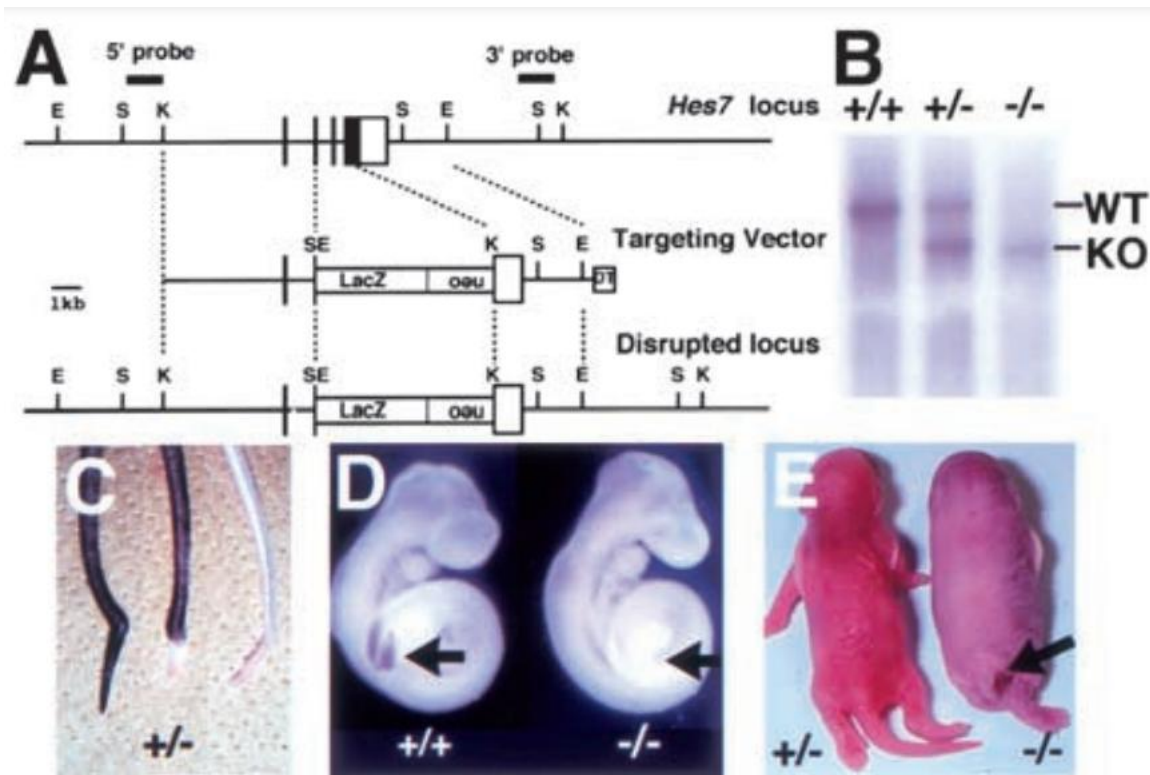 A
5' probe
3' probe
E S K S E S K
Hes7 locus
SE K S E
Targeting Vector
LacZ neo DT
1kb
Disrupted locus
E S K SE K S E S K
LacZ neo
B
+/+ +/- -/-
WT
KO
C
+/-
D
+/+ -/-
E
+/- -/-